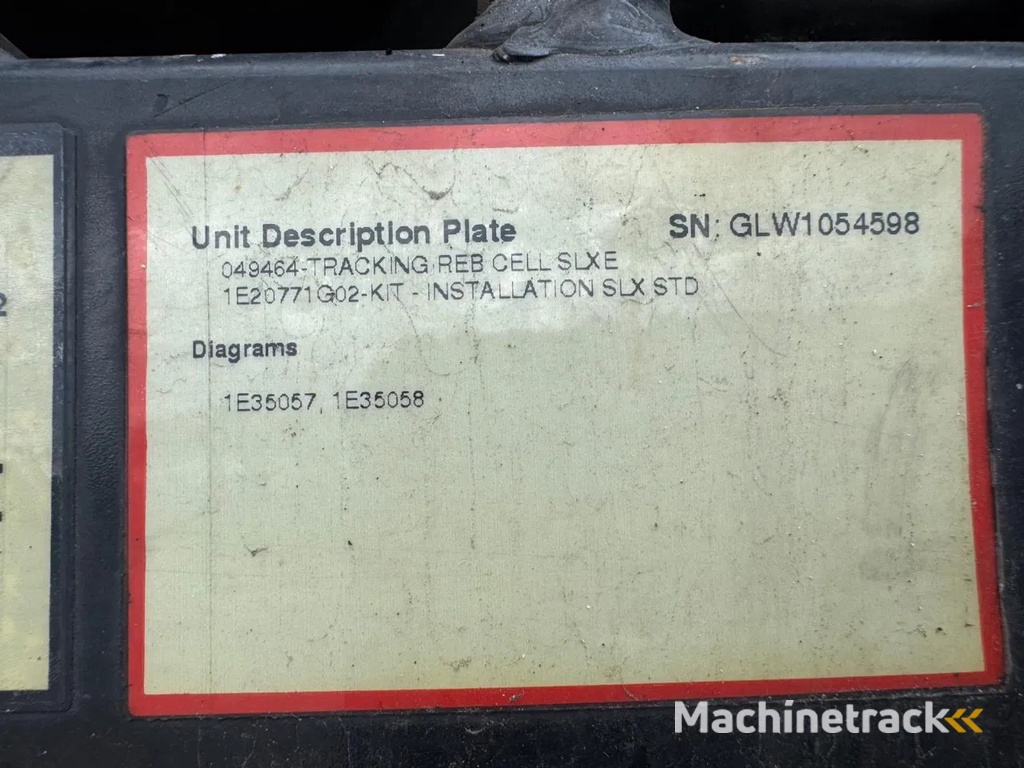 Unit Description Plate SN: GLW1054598
049464-TRACKING REB CELL SLXE
1E20771G02-KIT - INSTALLATION SLX STD
Diagrams
1E35057, 1E35058
2
Machinetrack